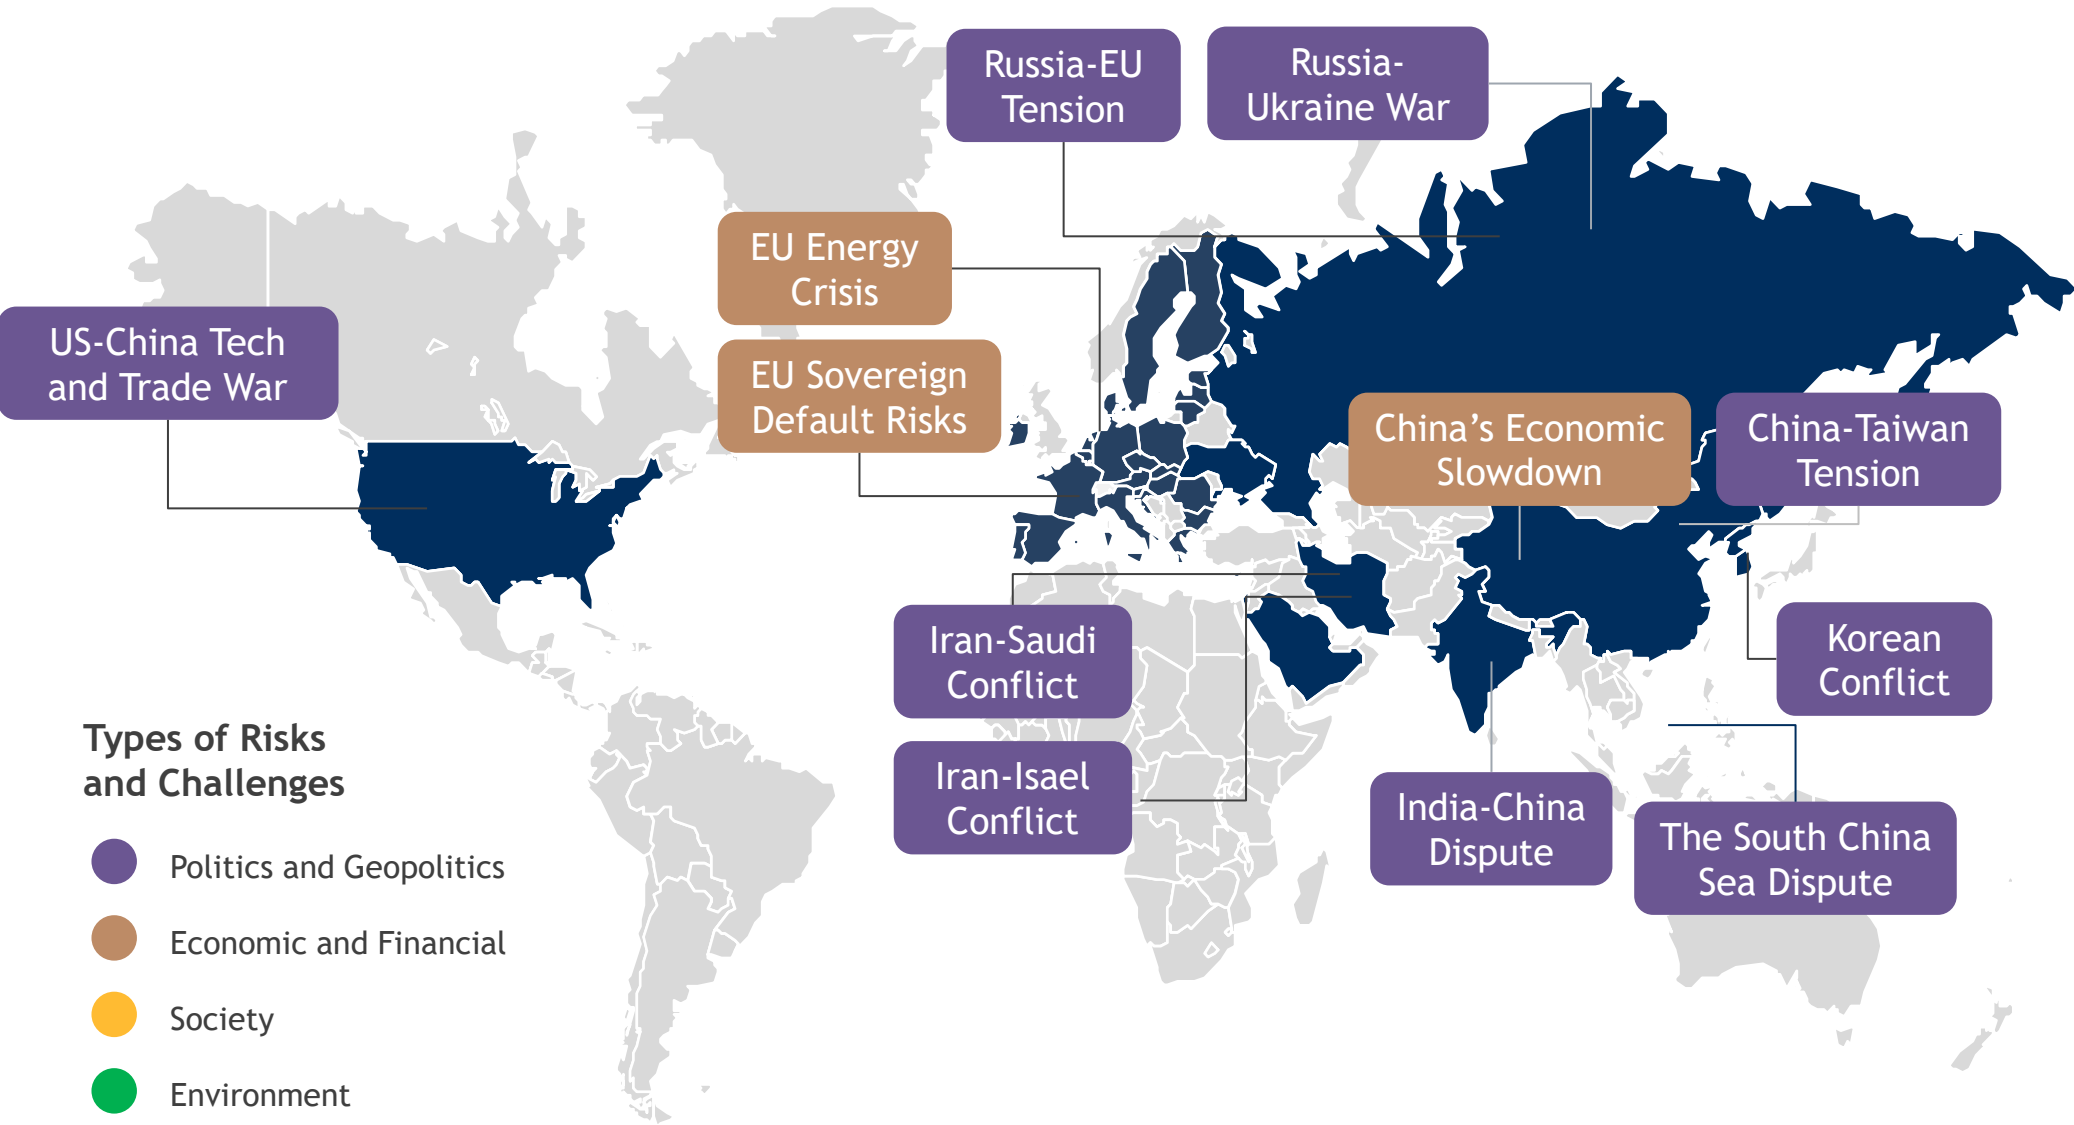 Russia-EU
Tension
Russia-
Ukraine War
EU Energy
Crisis
US-China Tech
and Trade War
EU Sovereign
Default Risks
China’s Economic
Slowdown
China-Taiwan
Tension
Iran-Saudi
Conflict
Korean
Conflict
Iran-Isael
Conflict
India-China
Dispute
The South China
Sea Dispute
Types of Risks
and Challenges
Politics and Geopolitics
Economic and Financial
Society
Environment